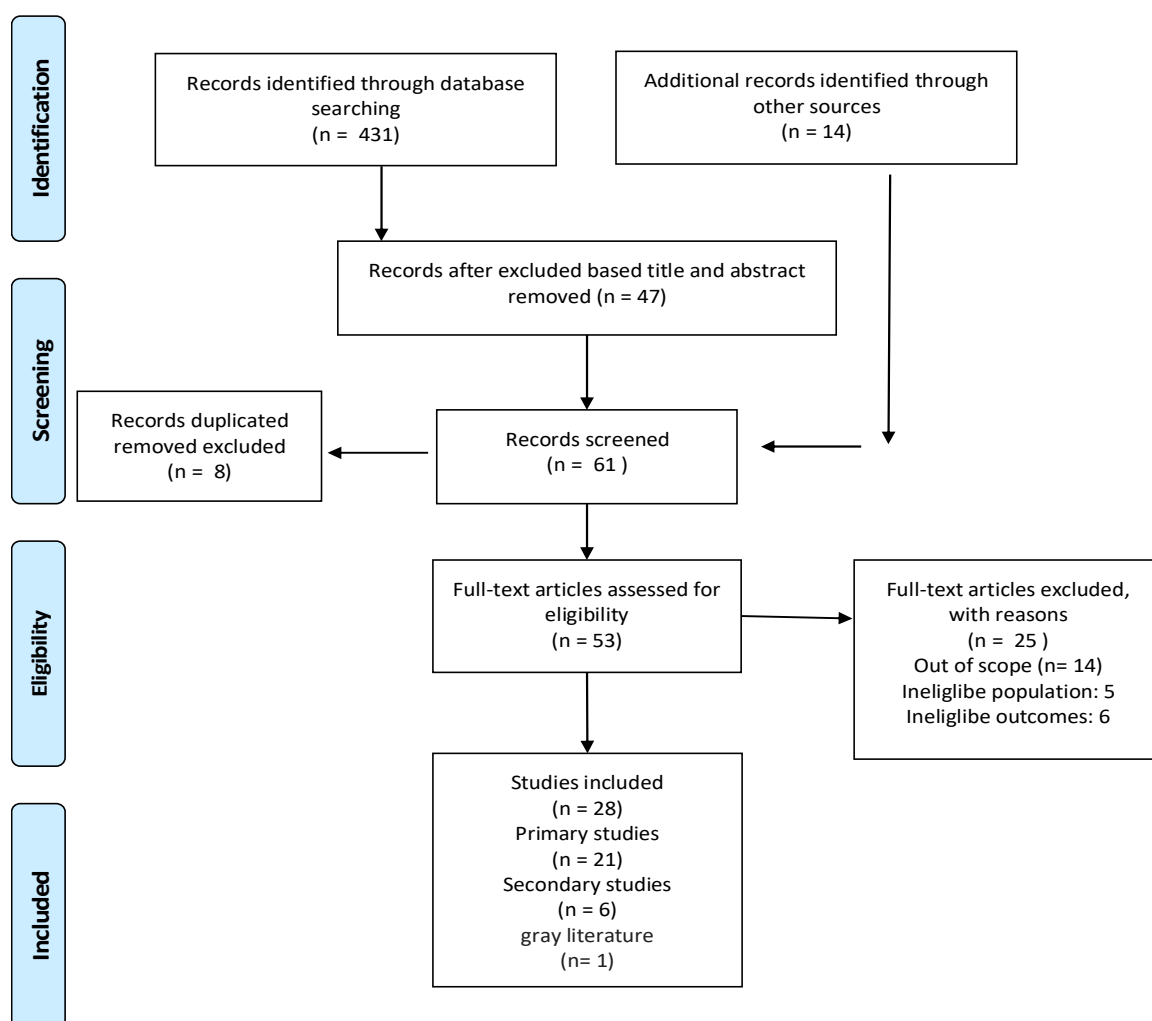 Identification
Records identified through database
searching
(n = 431)
Additional records identified through
other sources
(n = 14)
Records after excluded based title and abstract
removed (n = 47)
Screening
Records duplicated
removed excluded
(n = 8)
Records screened
(n = 61 )
Eligibility
Full-text articles assessed for
eligibility
(n = 53)
Full-text articles excluded,
with reasons
(n = 25 )
Out of scope (n= 14)
Ineliglibe population: 5
Ineliglibe outcomes: 6
Included
Studies included
(n = 28)
Primary studies
(n = 21)
Secondary studies
(n = 6)
gray literature
(n= 1)